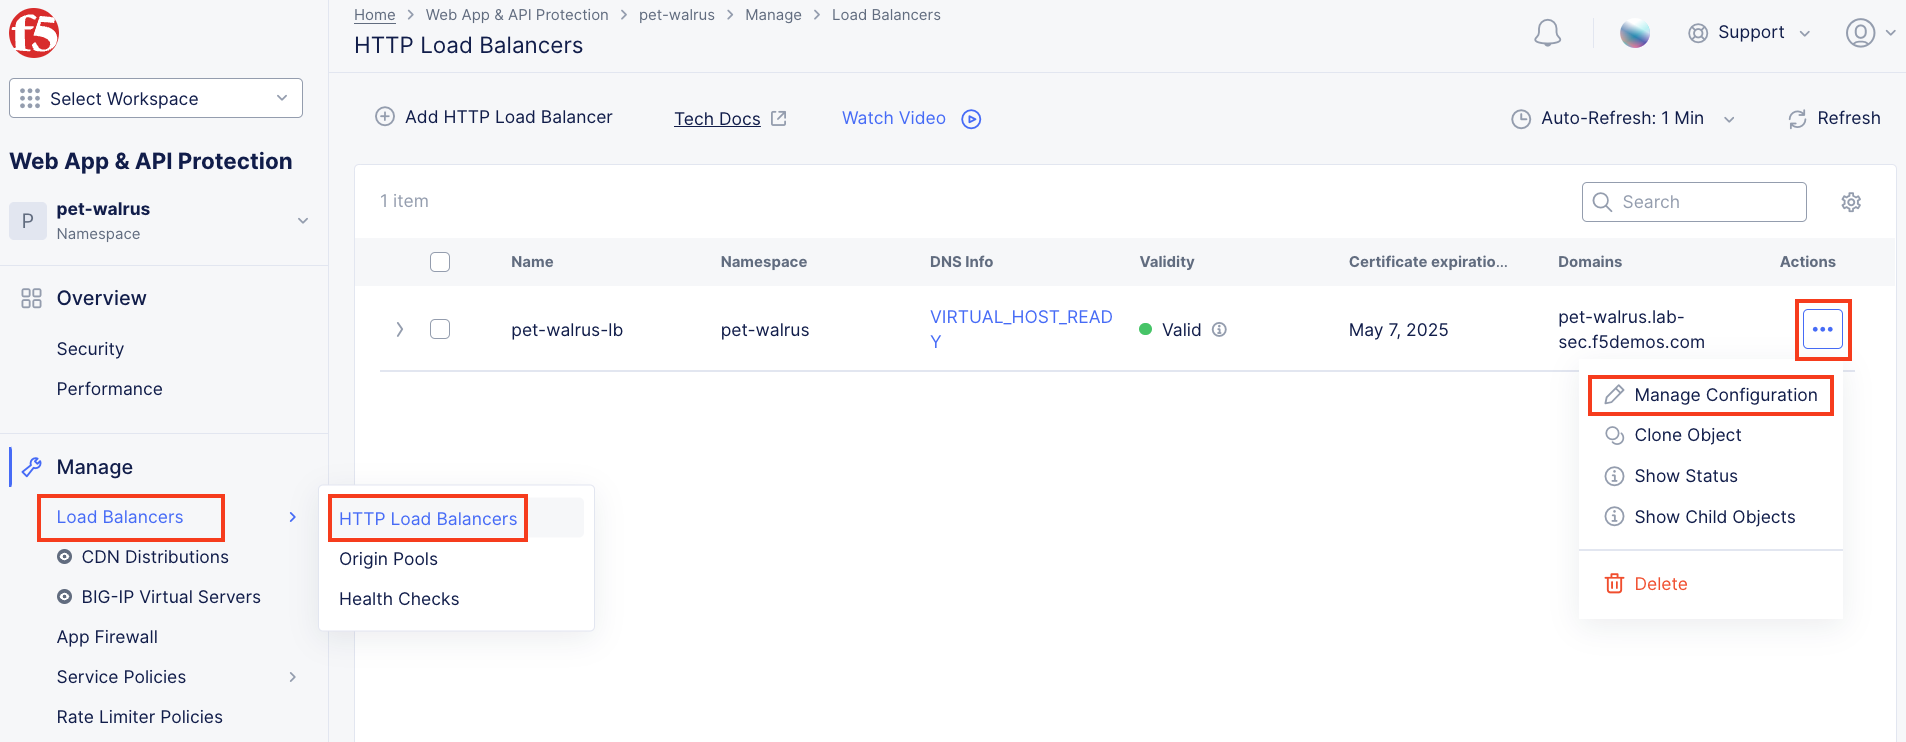 f5
Select Workspace
Web App & API Protection
P
pet-walrus
Namespace
Overview
Security
Performance
Manage
Load Balancers
CDN Distributions
BIG-IP Virtual Servers
App Firewall
Service Policies
Rate Limiter Policies
HTTP Load Balancers
Origin Pools
Health Checks
Home > Web App & API Protection > pet-walrus > Manage > Load Balancers
HTTP Load Balancers
Support
Add HTTP Load Balancer
Tech Docs
Watch Video
Auto-Refresh: 1 Min
Refresh
1 item
Search
Name Namespace DNS Info Validity Certificate expiratio... Domains Actions
pet-walrus-lb pet-walrus
VIRTUAL_HOST_READ
Y
Valid
May 7, 2025
pet-walrus.lab-
sec.f5demos.com
Manage Configuration
Clone Object
Show Status
Show Child Objects
Delete